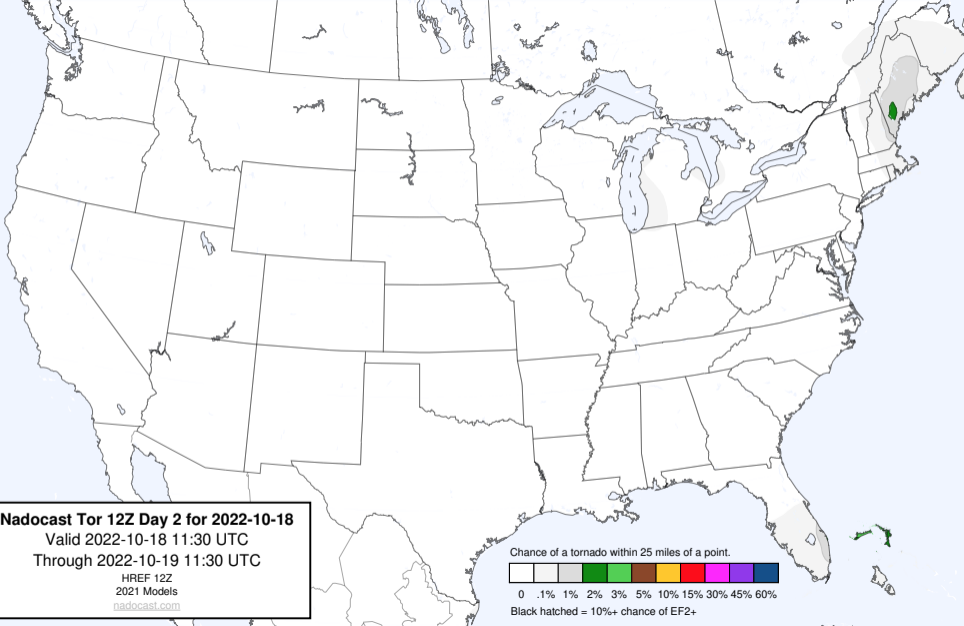 Nadocast Tor 12Z Day 2 for 2022-10-18
Valid 2022-10-18 11:30 UTC
Through 2022-10-19 11:30 UTC
HREF 12Z
2021 Models
nadocast.com
Chance of a tornado within 25 miles of a point.
0 .1% 1% 2% 3% 5% 10% 15% 30% 45% 60%
Black hatched = 10%+ chance of EF2+